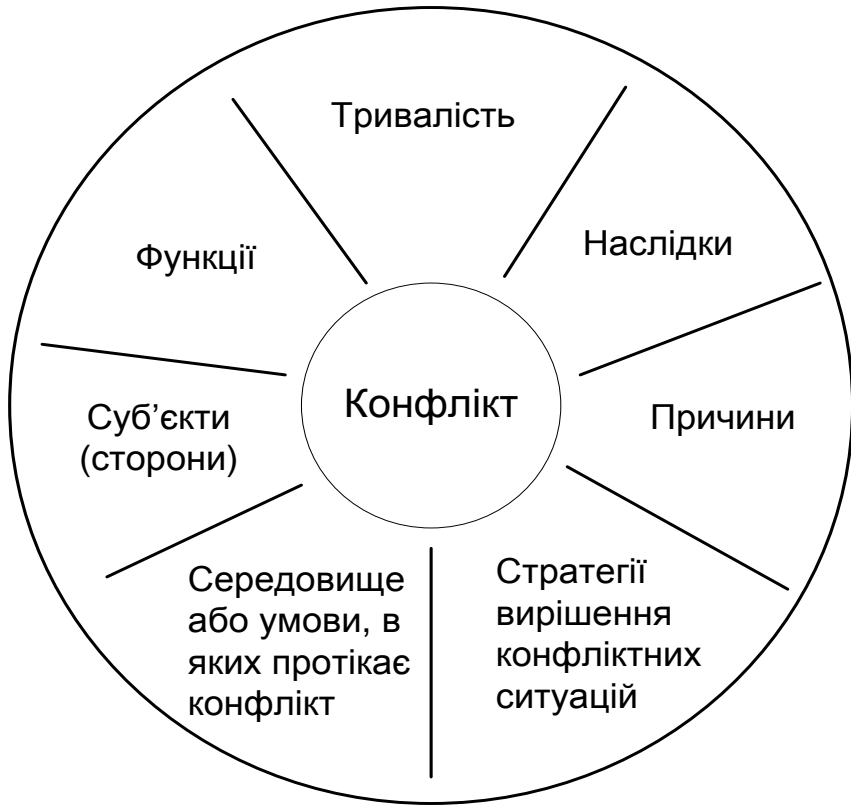 Тривалість
Наслідки
Функції
Конфлікт
Причини
Суб’єкти
(сторони)
Середовище
або умови, в
яких протікає
конфлікт
Стратегії
вирішення
конфліктних
ситуацій